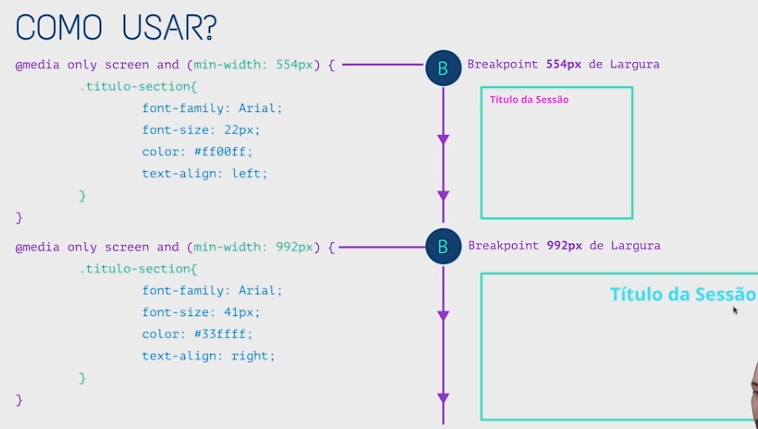 COMO USAR?
@media only screen and (min-width: 554px) {
.titulo-section{
font-family: Arial;
font-size: 22px;
color: #ff00ff;
text-align: left;
}
}
B
Breakpoint 554px de Largura
Título da Sessão
@media only screen and (min-width: 992px) {
.titulo-section{
font-family: Arial;
font-size: 41px;
color: #33ffff;
text-align: right;
}
}
B
Breakpoint 992px de Largura
Título da Sessão